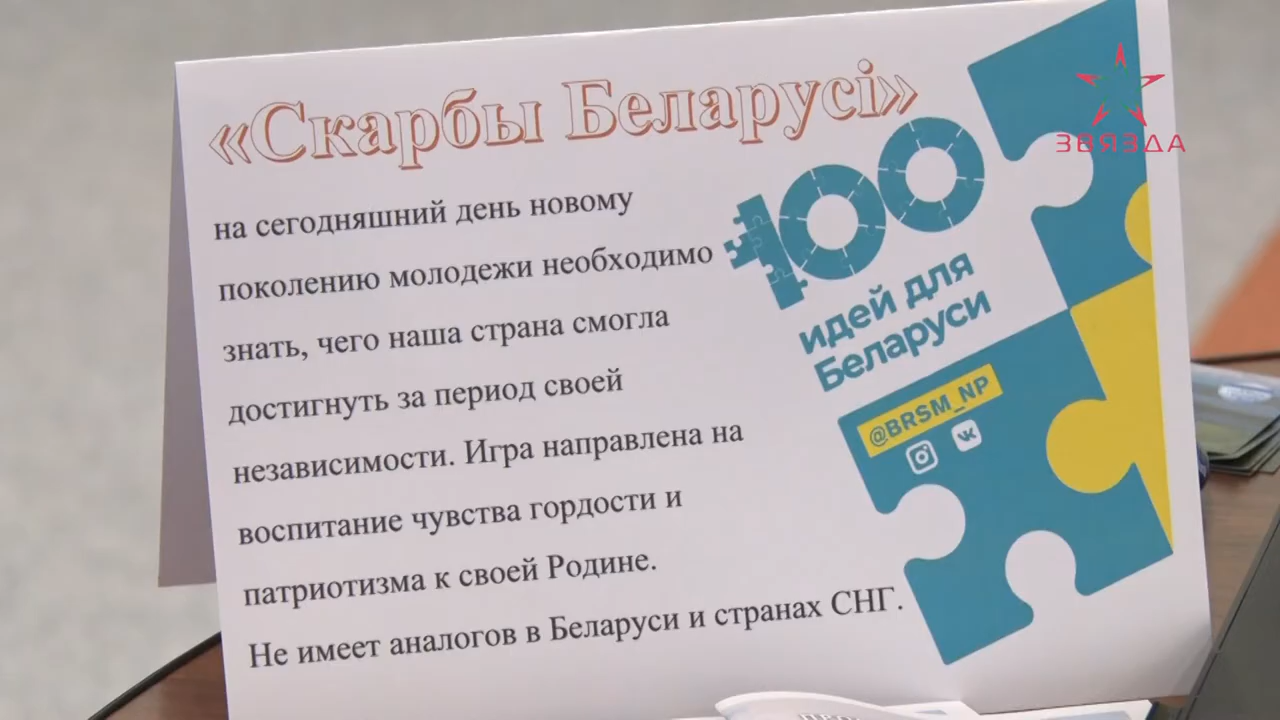 «Скарбы Беларусі»
на сегодняшний день новому
поколению молодежи необходимо
знать, чего наша страна смогла
достигнуть за период своей
независимости. Игра направлена на
воспитание чувства гордости и
патриотизма к своей Родине.
Не имеет аналогов в Беларуси и странах СНГ.
100
идей для
Беларуси
@BRSM_NP
ЗВЯЗДА